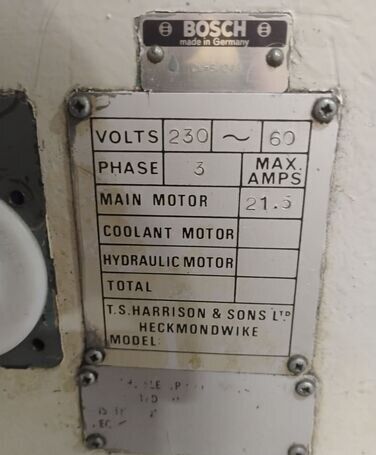 BOSCH
made in Germany
VOLTS 230 ~ 60
PHASE 3 MAX. AMPS
MAIN MOTOR 21.5
COOLANT MOTOR
HYDRAULIC MOTOR
TOTAL
T.S. HARRISON & SONS LTD
HECKMONDWIKE
MODEL: